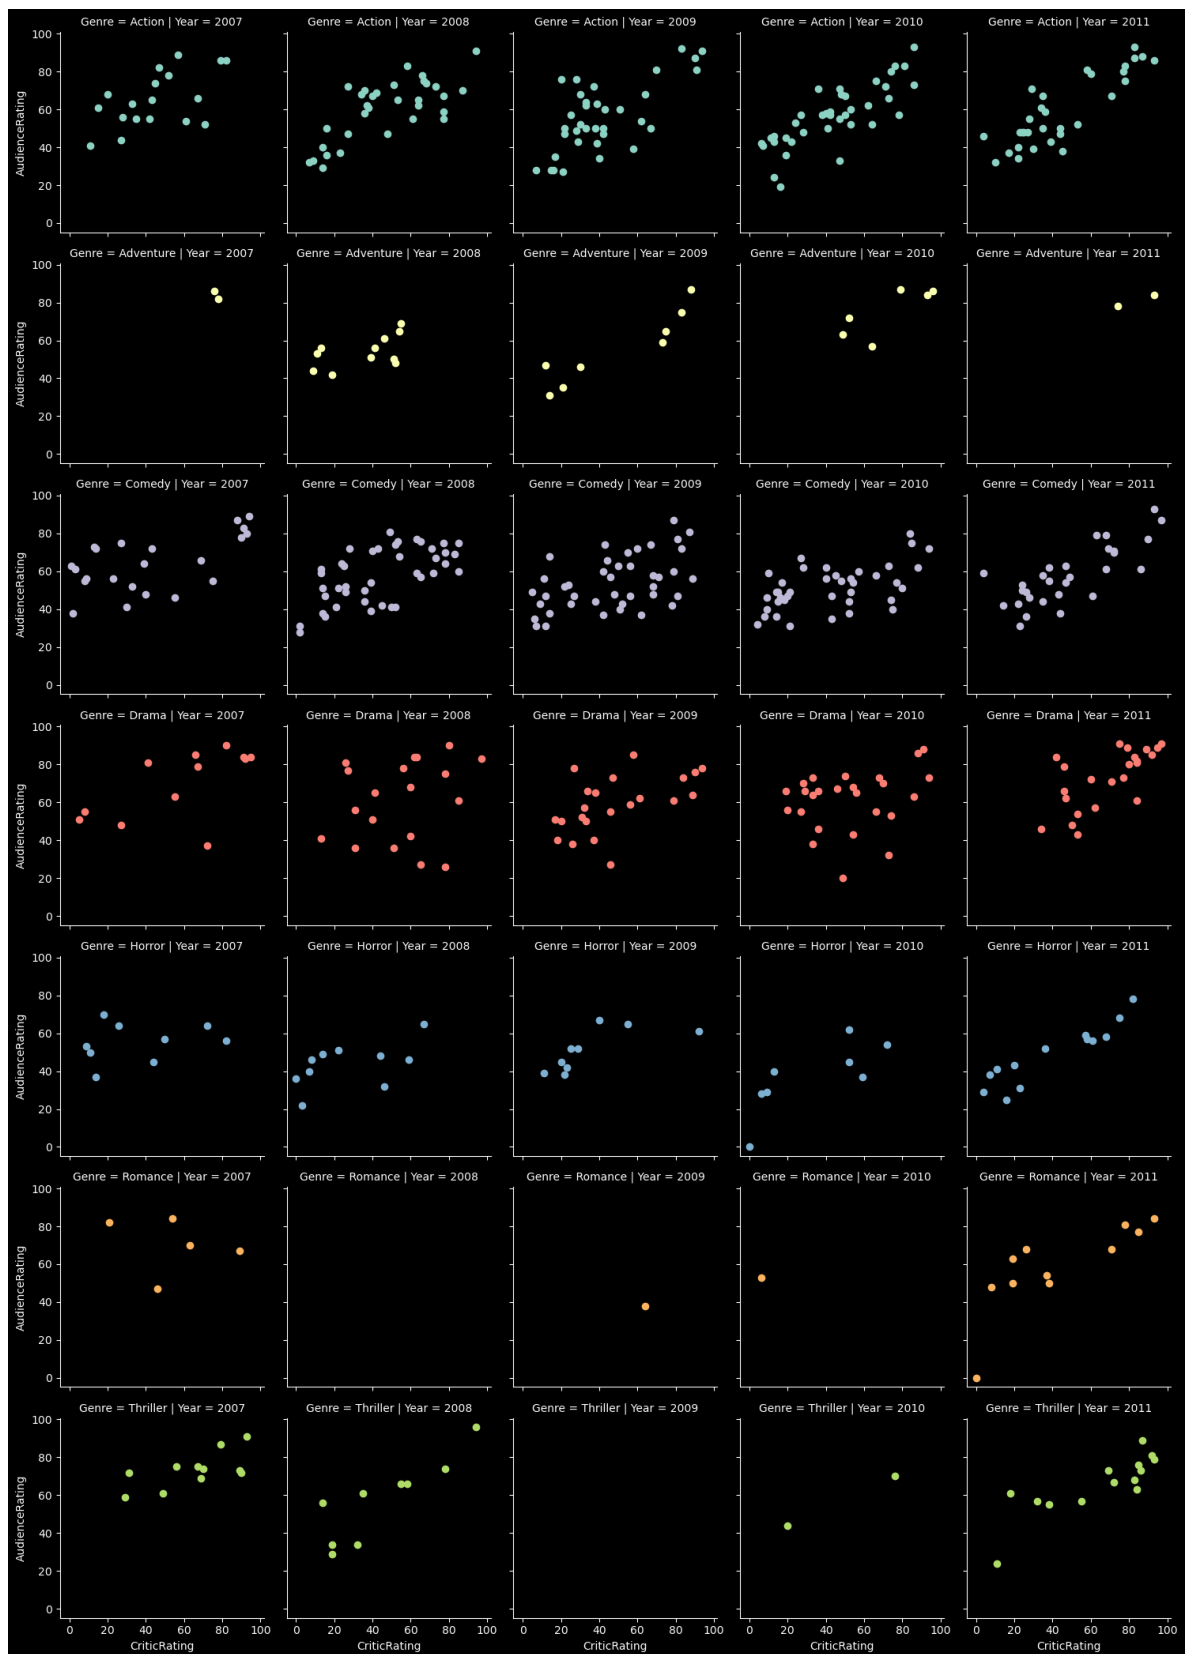 Genre = Action | Year = 2007 Genre = Action | Year = 2008 Genre = Action | Year = 2009 Genre = Action | Year = 2010 Genre = Action | Year = 2011
100
80
60
40
20
0
AudienceRating
Genre = Adventure | Year = 2007 Genre = Adventure | Year = 2008 Genre = Adventure | Year = 2009 Genre = Adventure | Year = 2010 Genre = Adventure | Year = 2011
100
80
60
40
20
0
AudienceRating
Genre = Comedy | Year = 2007 Genre = Comedy | Year = 2008 Genre = Comedy | Year = 2009 Genre = Comedy | Year = 2010 Genre = Comedy | Year = 2011
100
80
60
40
20
0
AudienceRating
Genre = Drama | Year = 2007 Genre = Drama | Year = 2008 Genre = Drama | Year = 2009 Genre = Drama | Year = 2010 Genre = Drama | Year = 2011
100
80
60
40
20
0
AudienceRating
Genre = Horror | Year = 2007 Genre = Horror | Year = 2008 Genre = Horror | Year = 2009 Genre = Horror | Year = 2010 Genre = Horror | Year = 2011
100
80
60
40
20
0
AudienceRating
Genre = Romance | Year = 2007 Genre = Romance | Year = 2008 Genre = Romance | Year = 2009 Genre = Romance | Year = 2010 Genre = Romance | Year = 2011
100
80
60
40
20
0
AudienceRating
Genre = Thriller | Year = 2007 Genre = Thriller | Year = 2008 Genre = Thriller | Year = 2009 Genre = Thriller | Year = 2010 Genre = Thriller | Year = 2011
100
80
60
40
20
0
AudienceRating
0 20 40 60 80 100 0 20 40 60 80 100 0 20 40 60 80 100 0 20 40 60 80 100 0 20 40 60 80 100
CriticRating CriticRating CriticRating CriticRating CriticRating